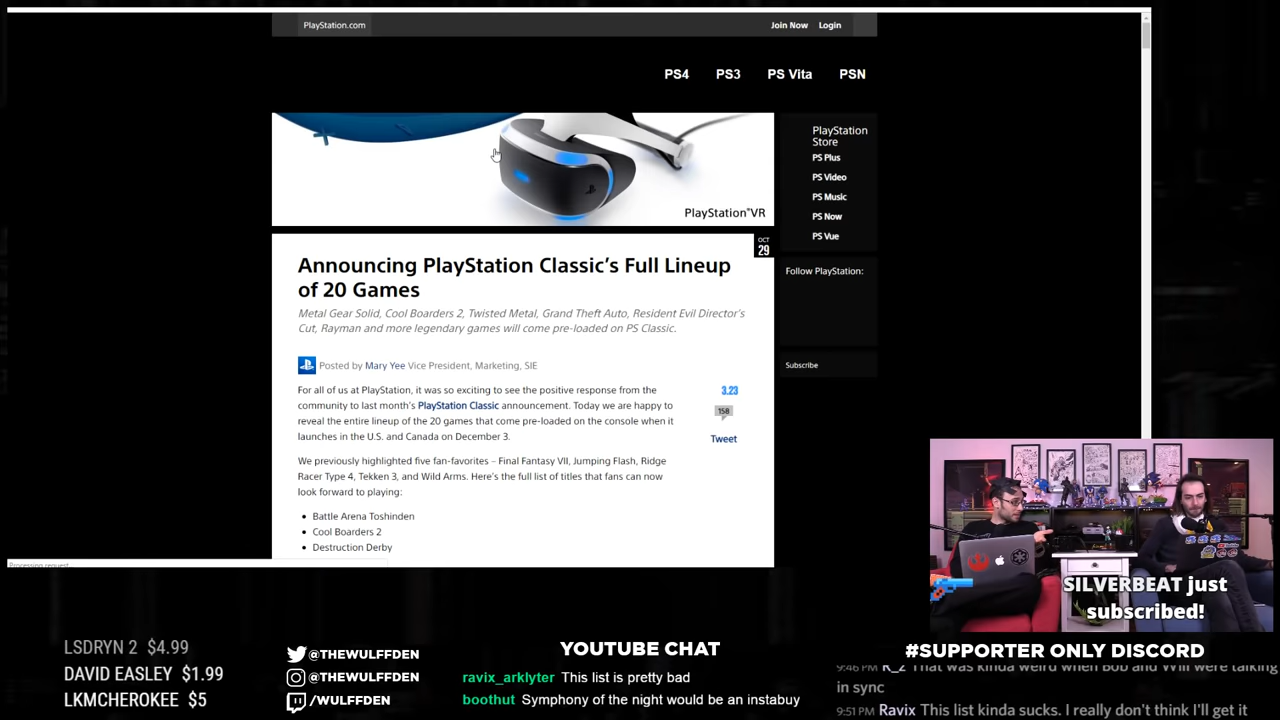 PlayStation.com
Join Now
Login
PS4
PS3
PS Vita
PSN
PlayStation®VR
PlayStation
Store
PS Plus
PS Video
PS Music
PS Now
PS Vue
Follow PlayStation:
Subscribe
OCT
29
Announcing PlayStation Classic's Full Lineup
of 20 Games
Metal Gear Solid, Cool Boarders 2, Twisted Metal, Grand Theft Auto, Resident Evil Director's
Cut, Rayman and more legendary games will come pre-loaded on PS Classic.
Posted by Mary Yee Vice President, Marketing, SIE
For all of us at PlayStation, it was so exciting to see the positive response from the
community to last month's PlayStation Classic announcement. Today we are happy to
reveal the entire lineup of the 20 games that come pre-loaded on the console when it
launches in the U.S. and Canada on December 3.
3.23
158
Tweet
We previously highlighted five fan-favorites – Final Fantasy VII, Jumping Flash, Ridge
Racer Type 4, Tekken 3, and Wild Arms. Here's the full list of titles that fans can now
look forward to playing:
• Battle Arena Toshinden
• Cool Boarders 2
• Destruction Derby
Processing request...
SILVERBEAT just
subscribed!
LSDRYN 2 $4.99
DAVID EASLEY $1.99
LKMCHEROKEE $5
@THEWULFFDEN
@THEWULFFDEN
/WULFFDEN
YOUTUBE CHAT
ravix_arklyter This list is pretty bad
boothut Symphony of the night would be an instabuy
#SUPPORTER ONLY DISCORD
9:46 PM R_2 That was kinda weird when Bob and Will were talking
in sync
9:51 PM Ravix This list kinda sucks. I really don't think I'll get it